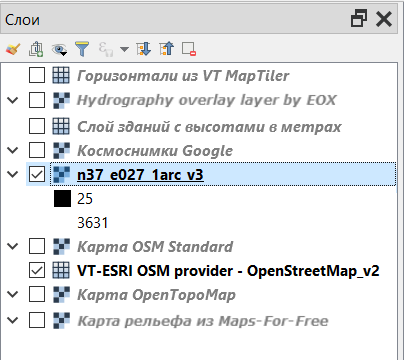 Слои
Горизонтали из VT MapTiler
Hydrography overlay layer by EOX
Слой зданий с высотами в метрах
Космоснимки Google
n37_e027_1arc_v3
25
3631
Карта OSM Standard
VT-ESRI OSM provider - OpenStreetMap_v2
Карта OpenTopoMap
Карта рельефа из Maps-For-Free